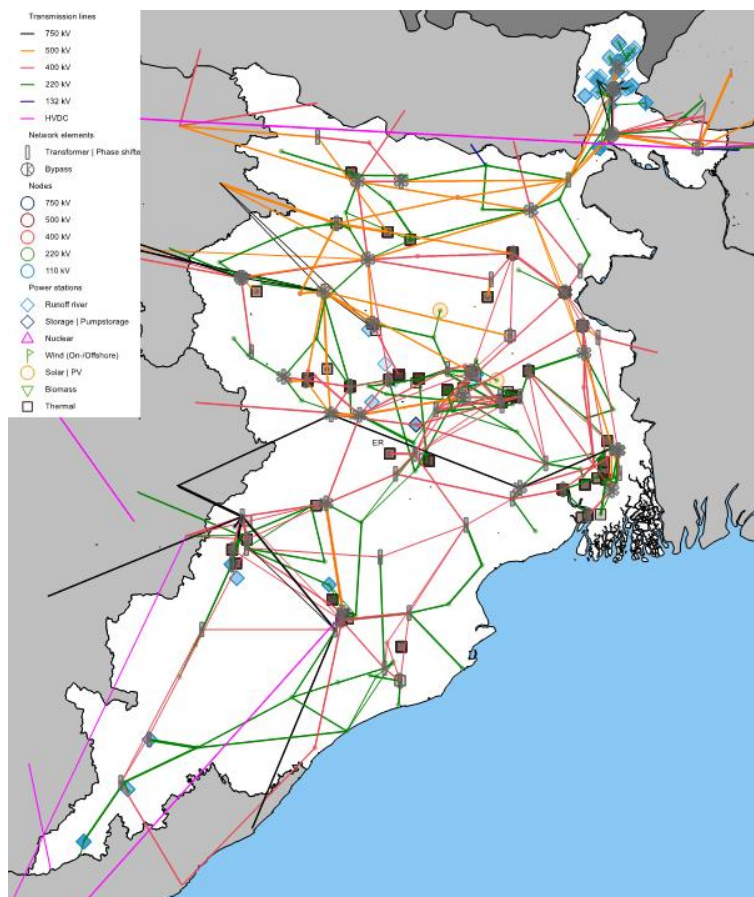 Transmission lines
750 kV
500 kV
400 kV
220 kV
132 kV
HVDC
Network elements
Transformer | Phase shifte
Bypass
Nodes
750 kV
500 kV
400 kV
220 kV
110 kV
Power stations
Runoff river
Storage | Pumpstorage
Nuclear
Wind (On-/Offshore)
Solar | PV
Biomass
Thermal
ER